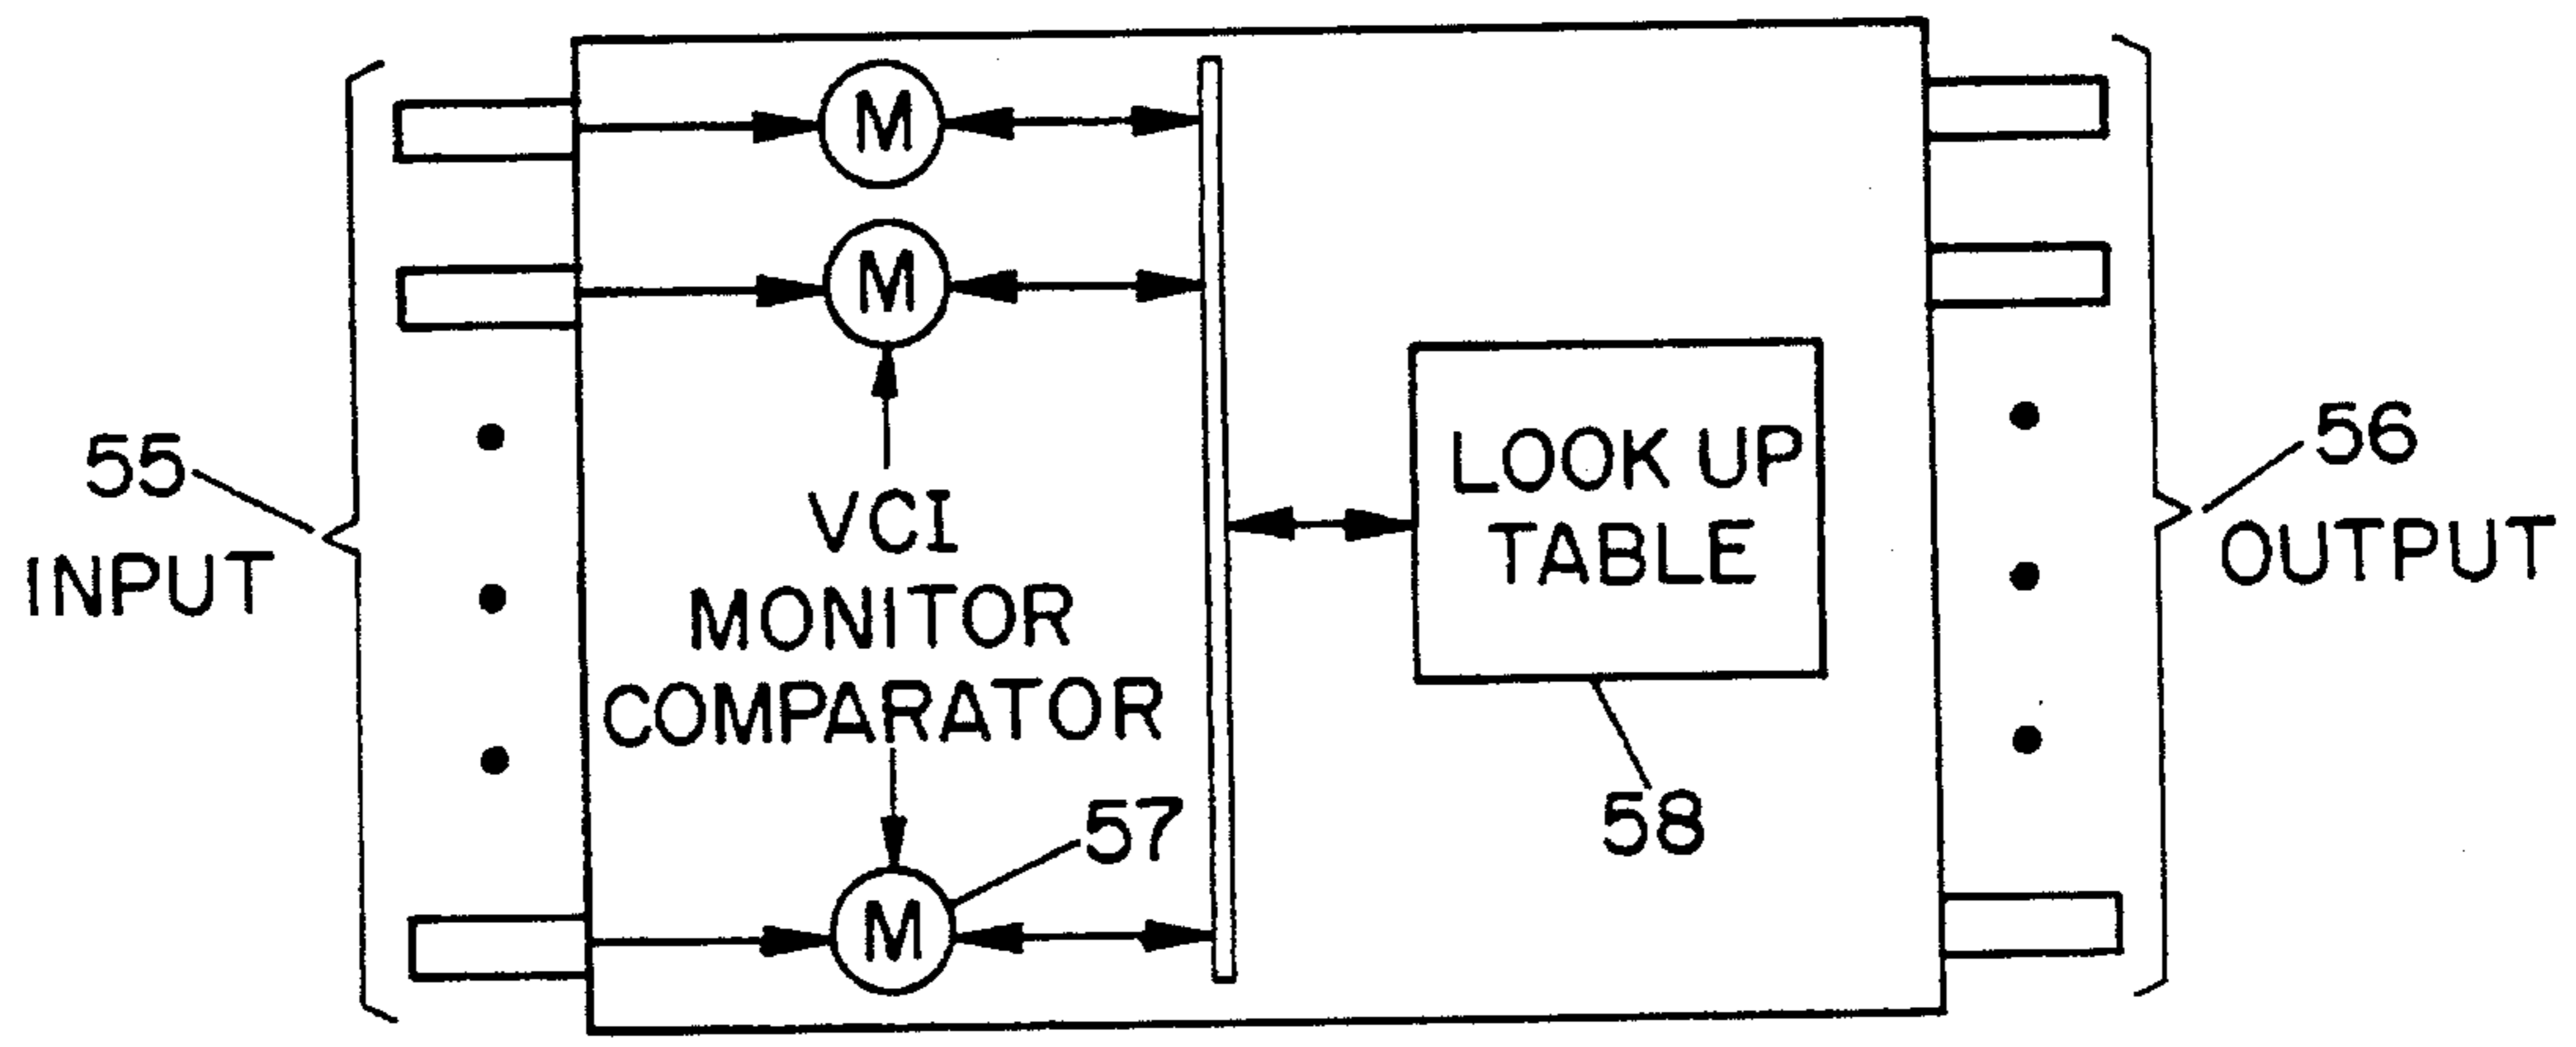 M
M
55
INPUT
VCI
MONITOR
COMPARATOR
57
M
LOOK UP
TABLE
58
56
OUTPUT